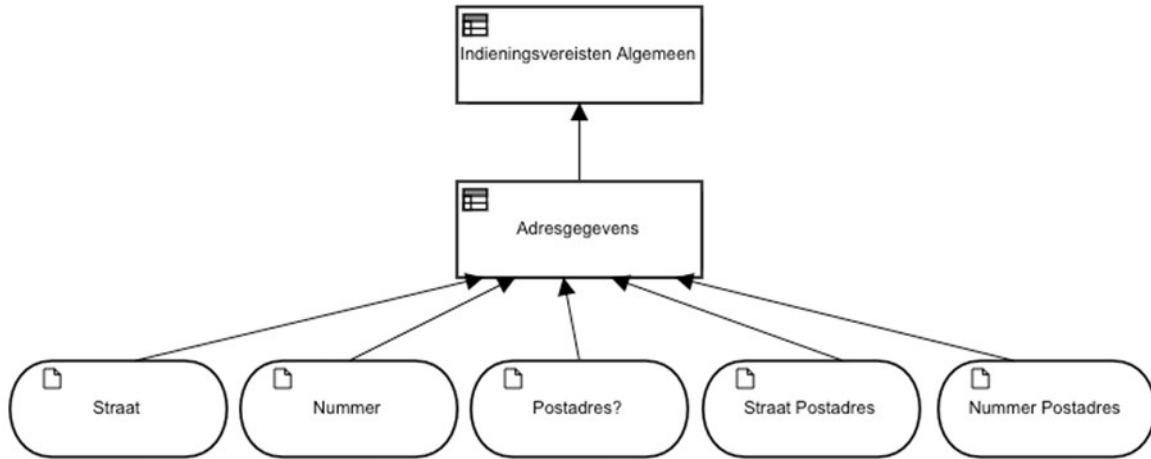 Indieningsvereisten Algemeen
Adresgegevens
Straat
Nummer
Postadres?
Straat Postadres
Nummer Postadres